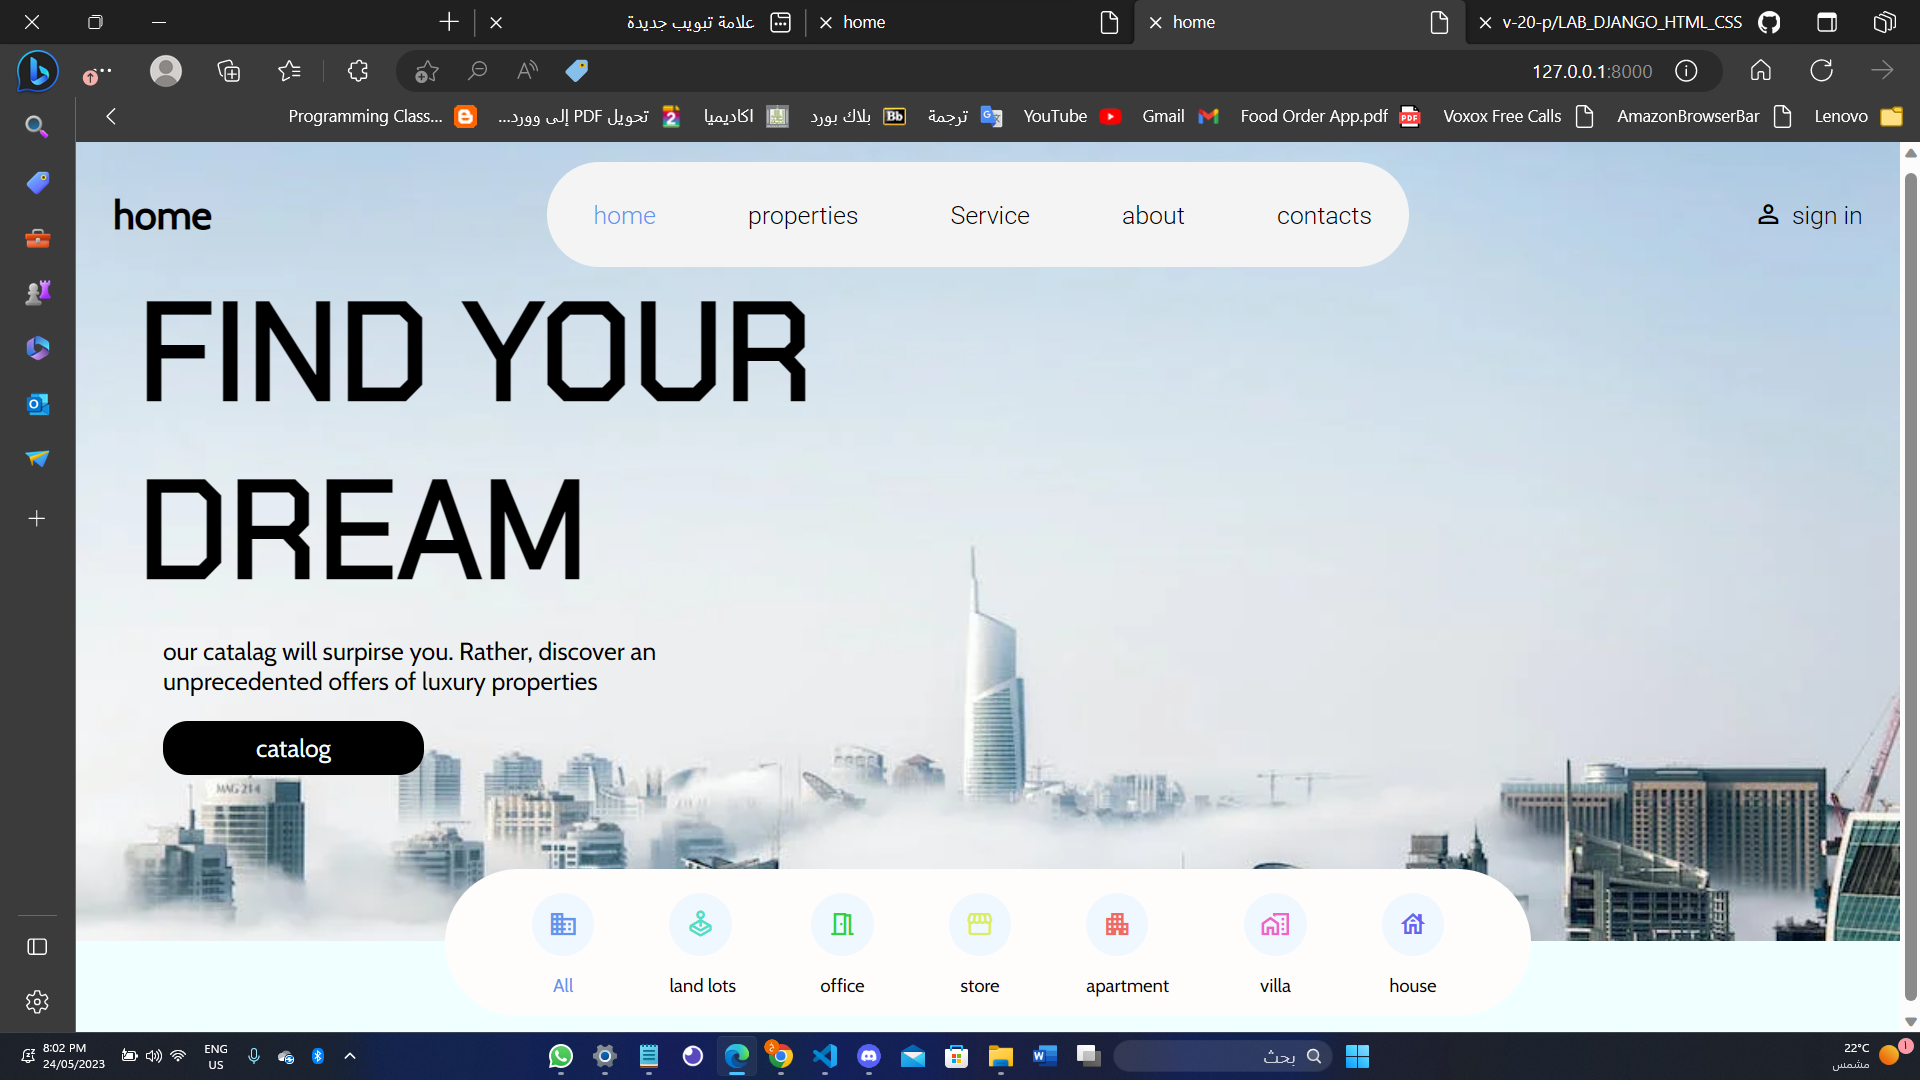 علامة تبويب جديدة
home
home
v-20-p/LAB_DJANGO_HTML_CSS
127.0.0.1:8000
Programming Class...
تحويل PDF إلى وورد...
اكاديميا
بلاك بورد
ترجمة
YouTube
Gmail
Food Order App.pdf
Voxox Free Calls
AmazonBrowserBar
Lenovo
home
home
properties
Service
about
contacts
sign in
FIND YOUR
DREAM
our catalag will surpirse you. Rather, discover an
unprecedented offers of luxury properties
catalog
MAG 214
All
land lots
office
store
apartment
villa
house
8:02 PM
24/05/2023
ENG
US
بحث
22°C
مشمس